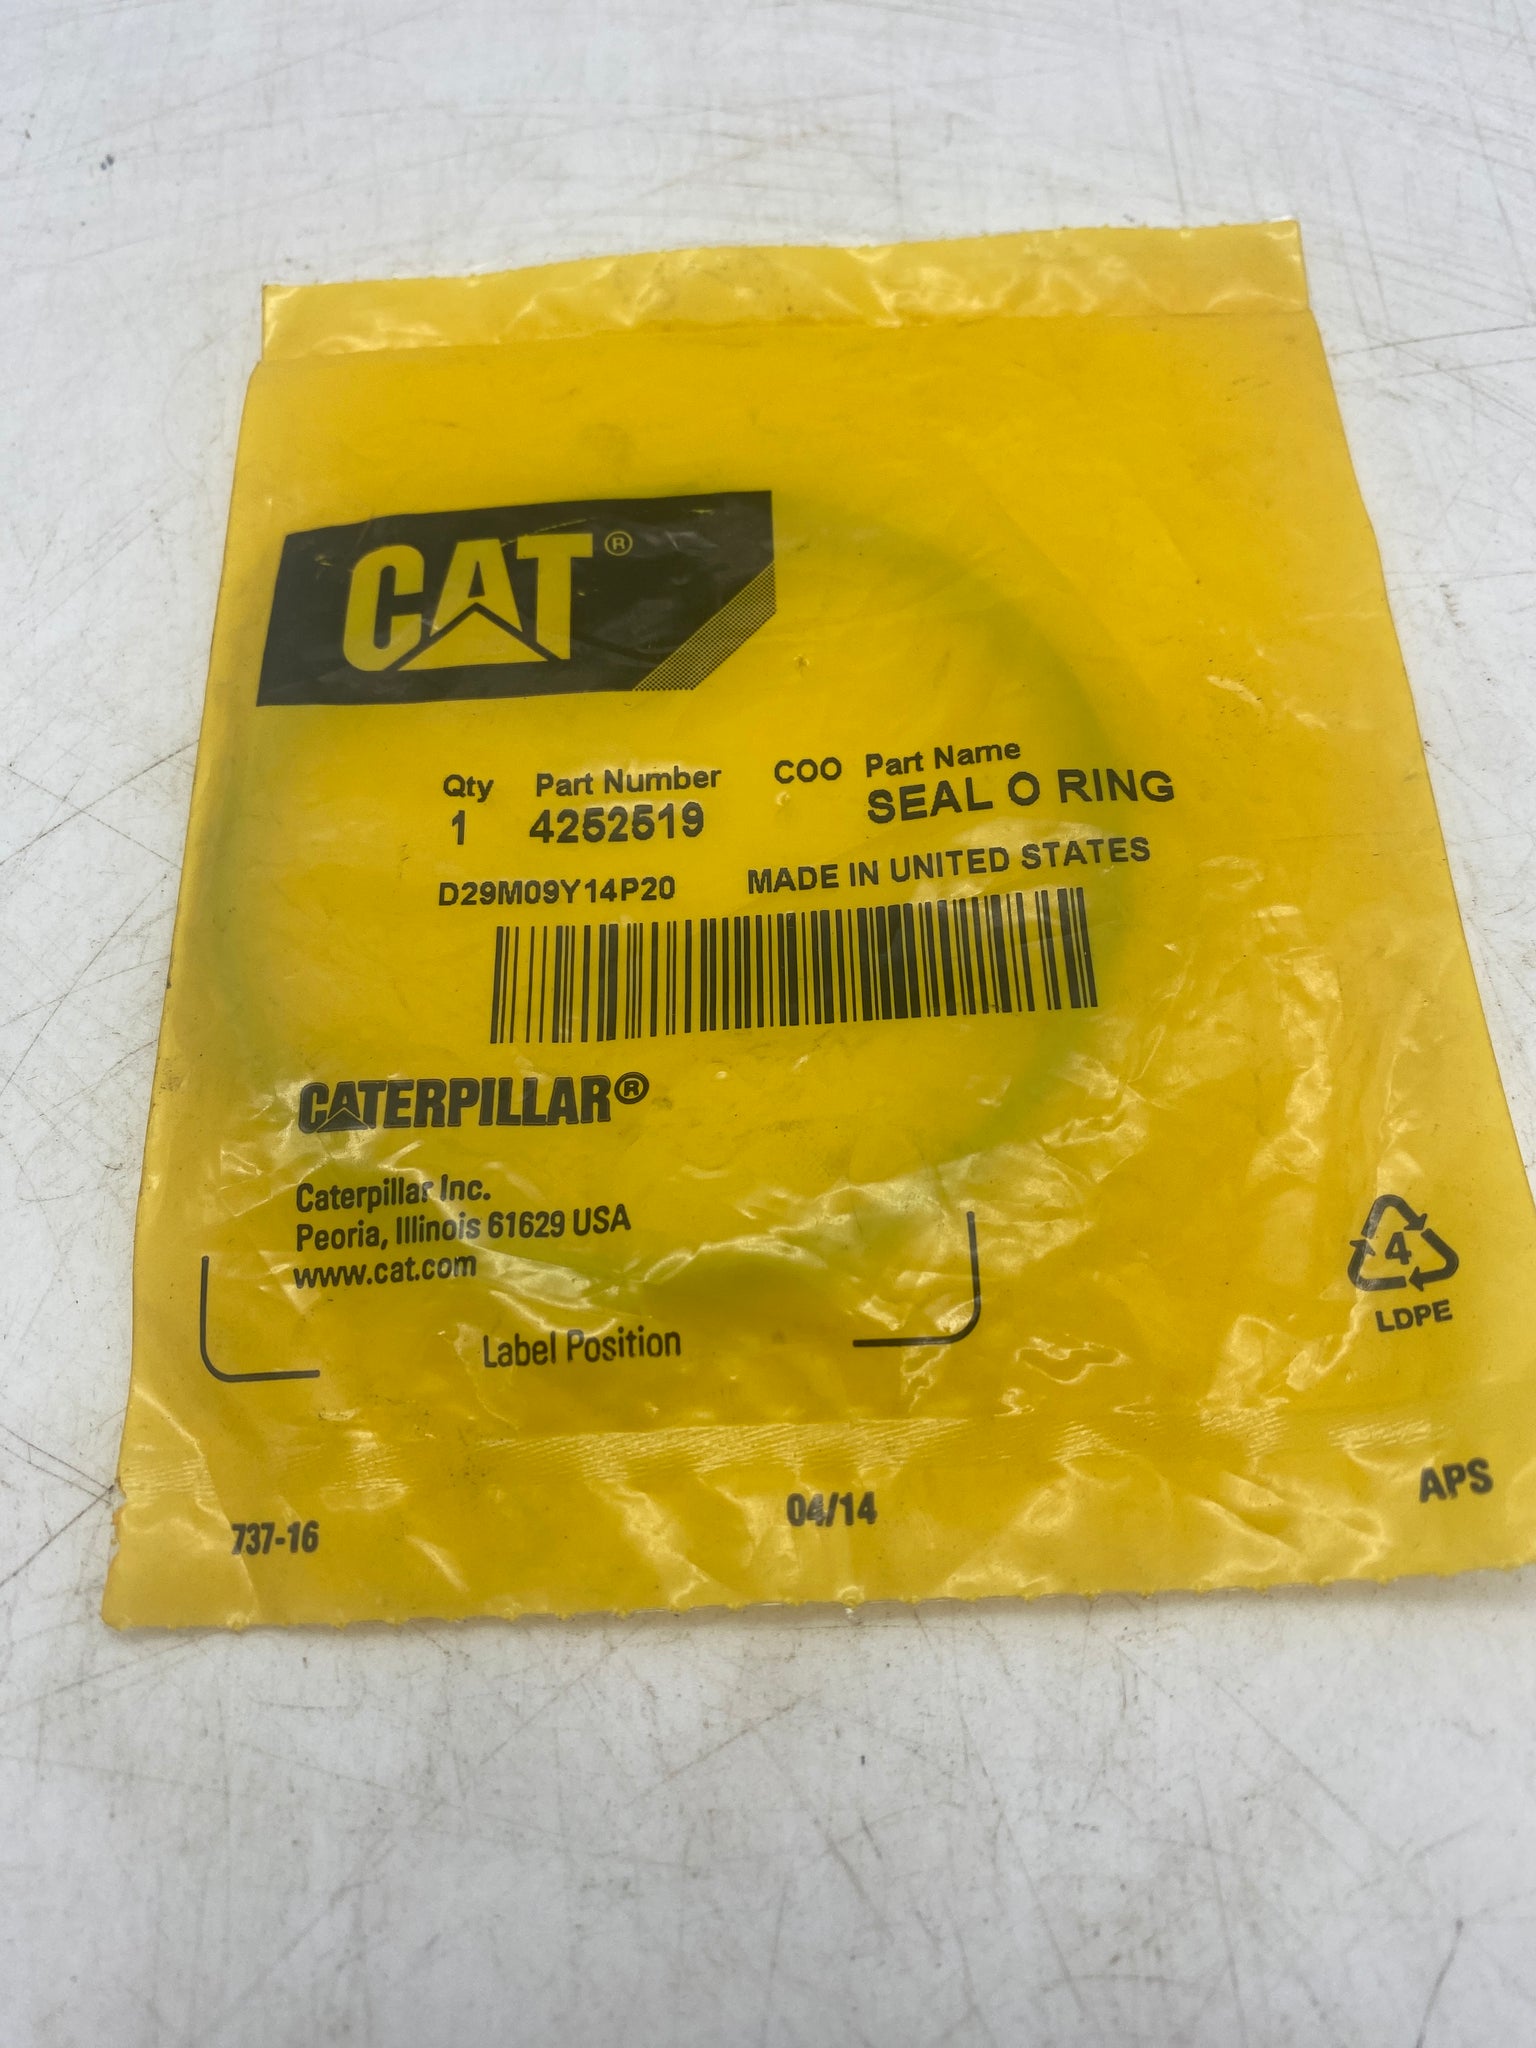 CAT®
Qty Part Number COO Part Name
1 4252519 SEAL O RING
D29M09Y14P20 MADE IN UNITED STATES
CATERPILLAR®
Caterpillar Inc.
Peoria, Illinois 61629 USA
www.cat.com
Label Position
4
LDPE
737-16 04/14 APS